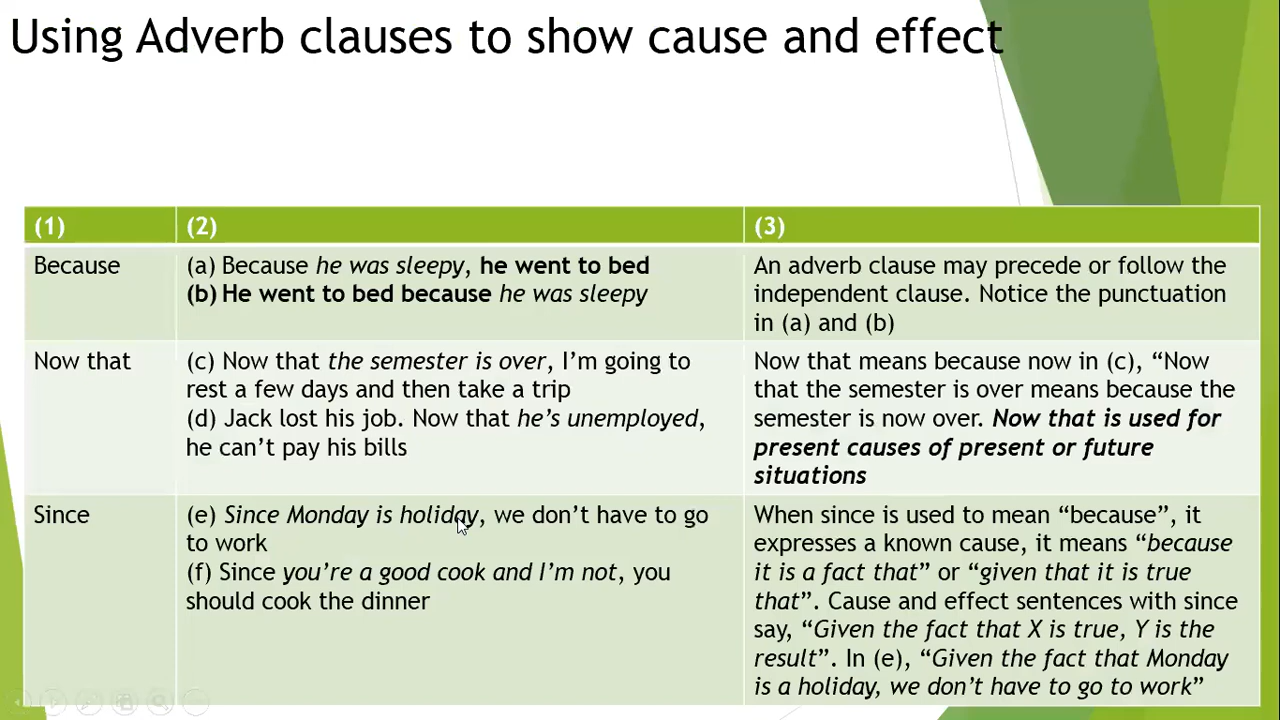 Using Adverb clauses to show cause and effect
(1)
(2)
(3)
Because
(a) Because he was sleepy, he went to bed
(b) He went to bed because he was sleepy
An adverb clause may precede or follow the
independent clause. Notice the punctuation
in (a) and (b)
Now that
(c) Now that the semester is over, I’m going to
rest a few days and then take a trip
(d) Jack lost his job. Now that he’s unemployed,
he can’t pay his bills
Now that means because now in (c), “Now
that the semester is over means because the
semester is now over. Now that is used for
present causes of present or future
situations
Since
(e) Since Monday is holiday, we don’t have to go
to work
(f) Since you’re a good cook and I’m not, you
should cook the dinner
When since is used to mean “because”, it
expresses a known cause, it means “because
it is a fact that” or “given that it is true
that”. Cause and effect sentences with since
say, “Given the fact that X is true, Y is the
result”. In (e), “Given the fact that Monday
is a holiday, we don’t have to go to work”